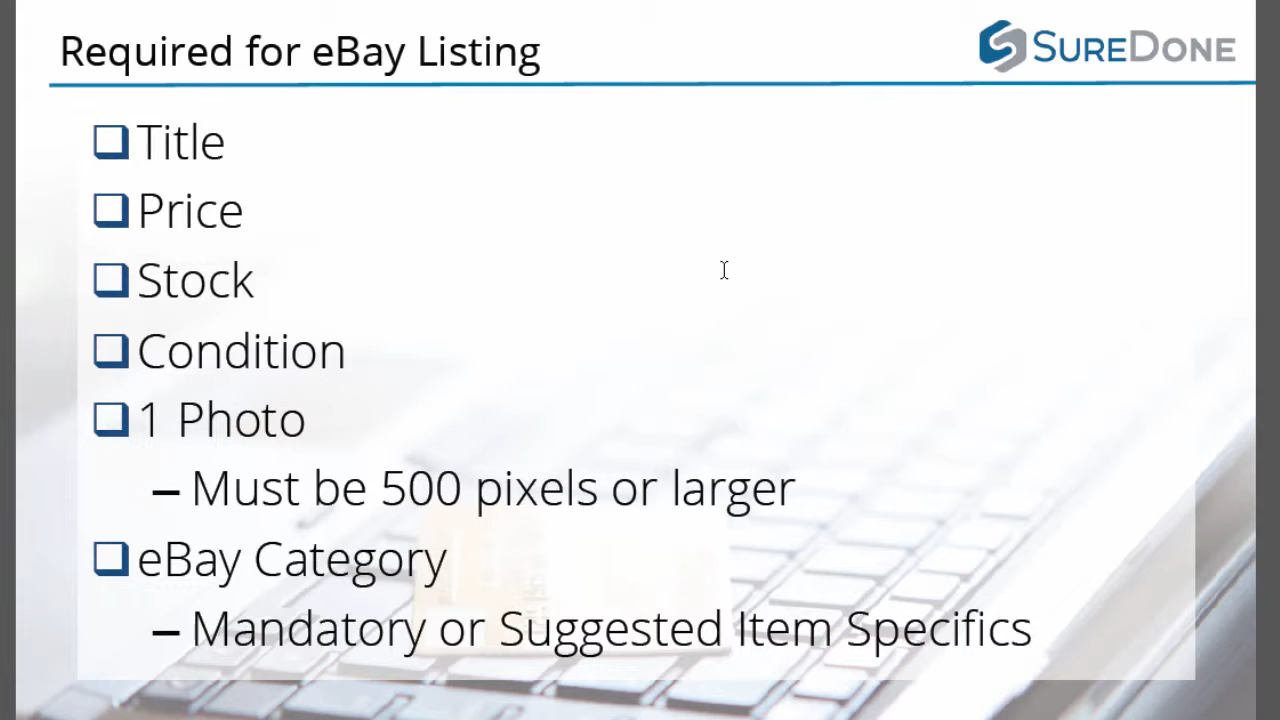 Required for eBay Listing
SUREDONE
Title
Price
Stock
Condition
1 Photo
– Must be 500 pixels or larger
eBay Category
– Mandatory or Suggested Item Specifics